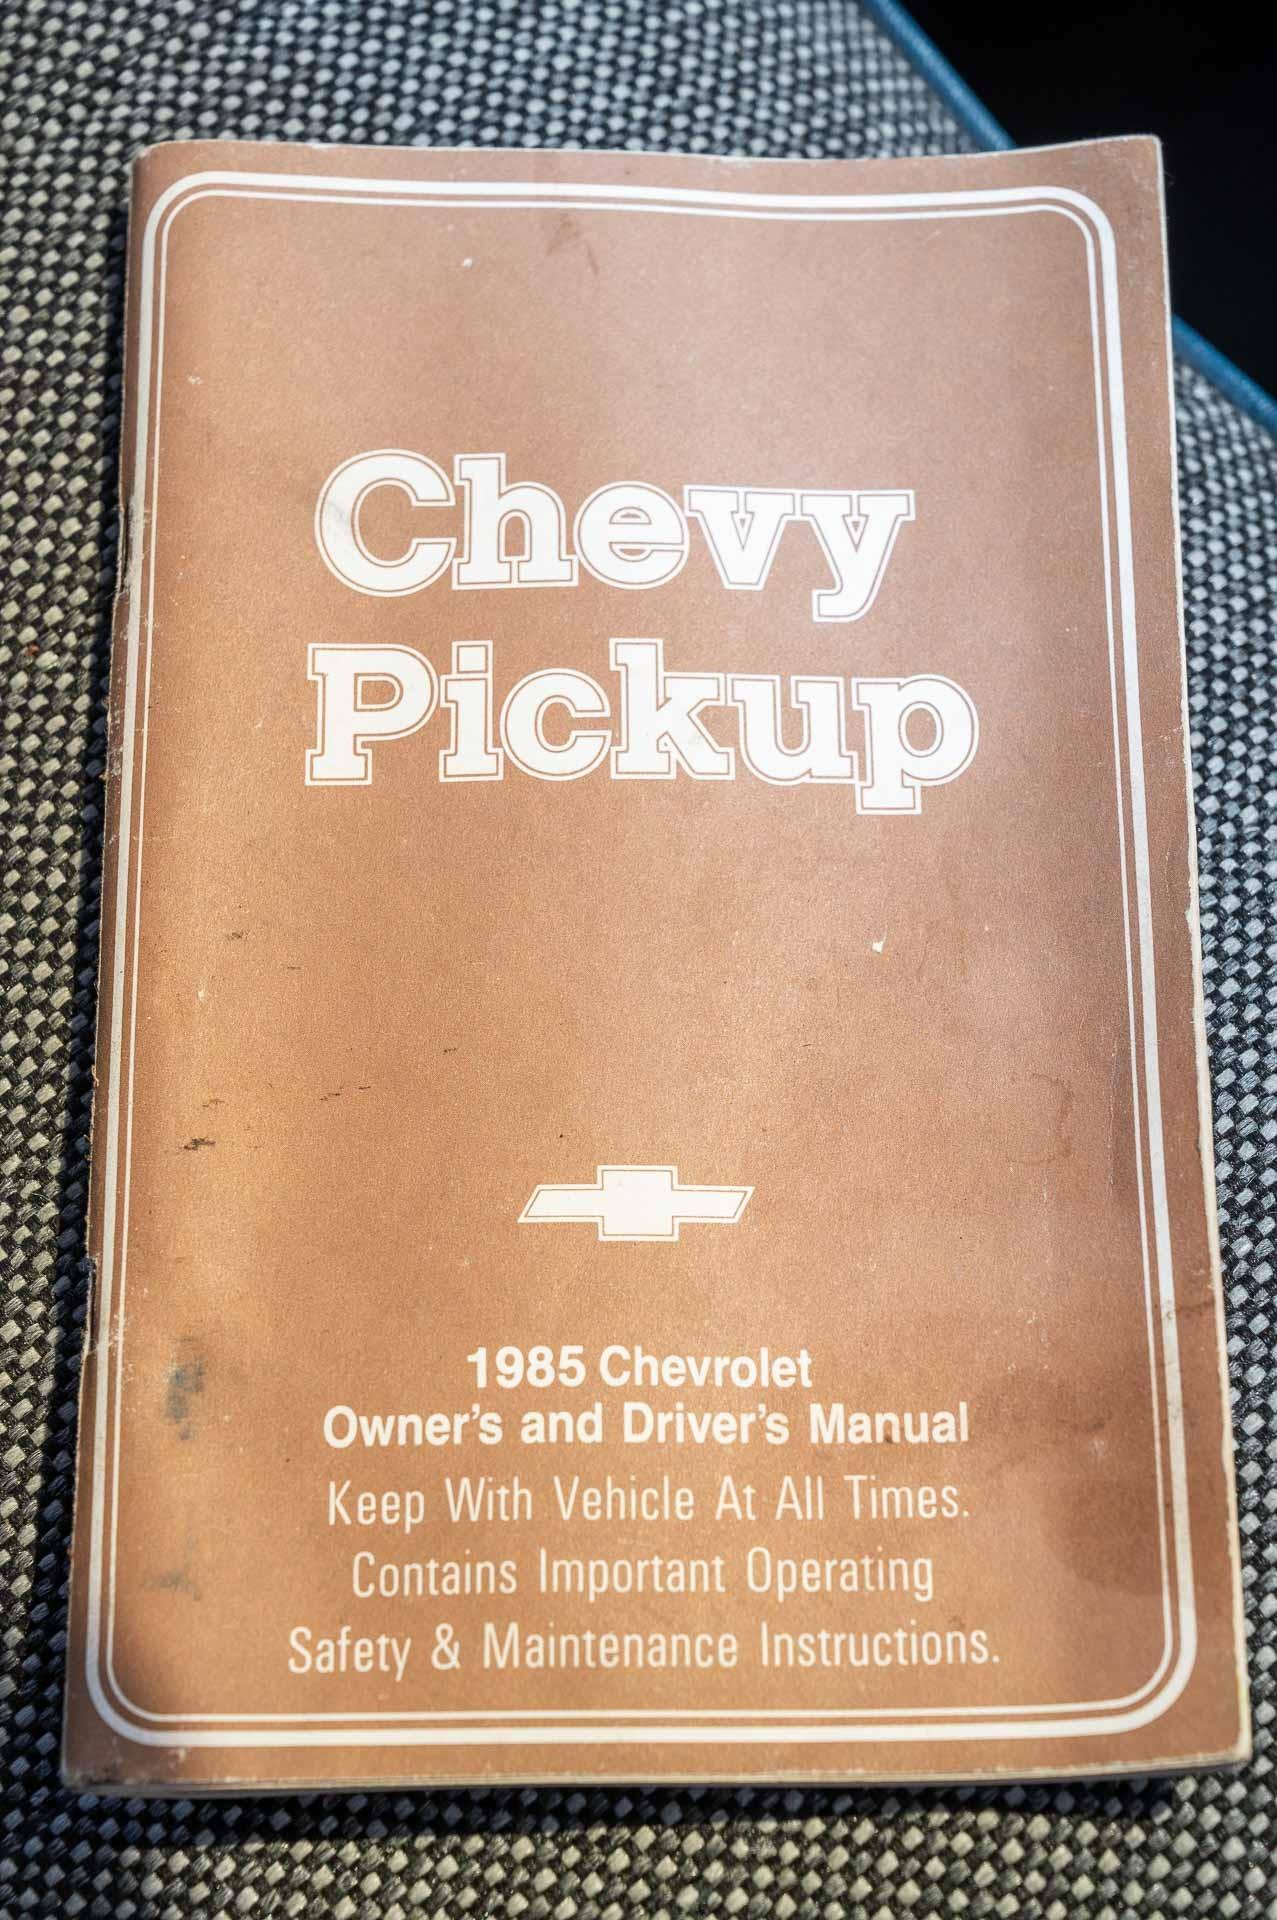 Chevy
Pickup
1985 Chevrolet
Owner's and Driver's Manual
Keep With Vehicle At All Times.
Contains Important Operating
Safety & Maintenance Instructions.